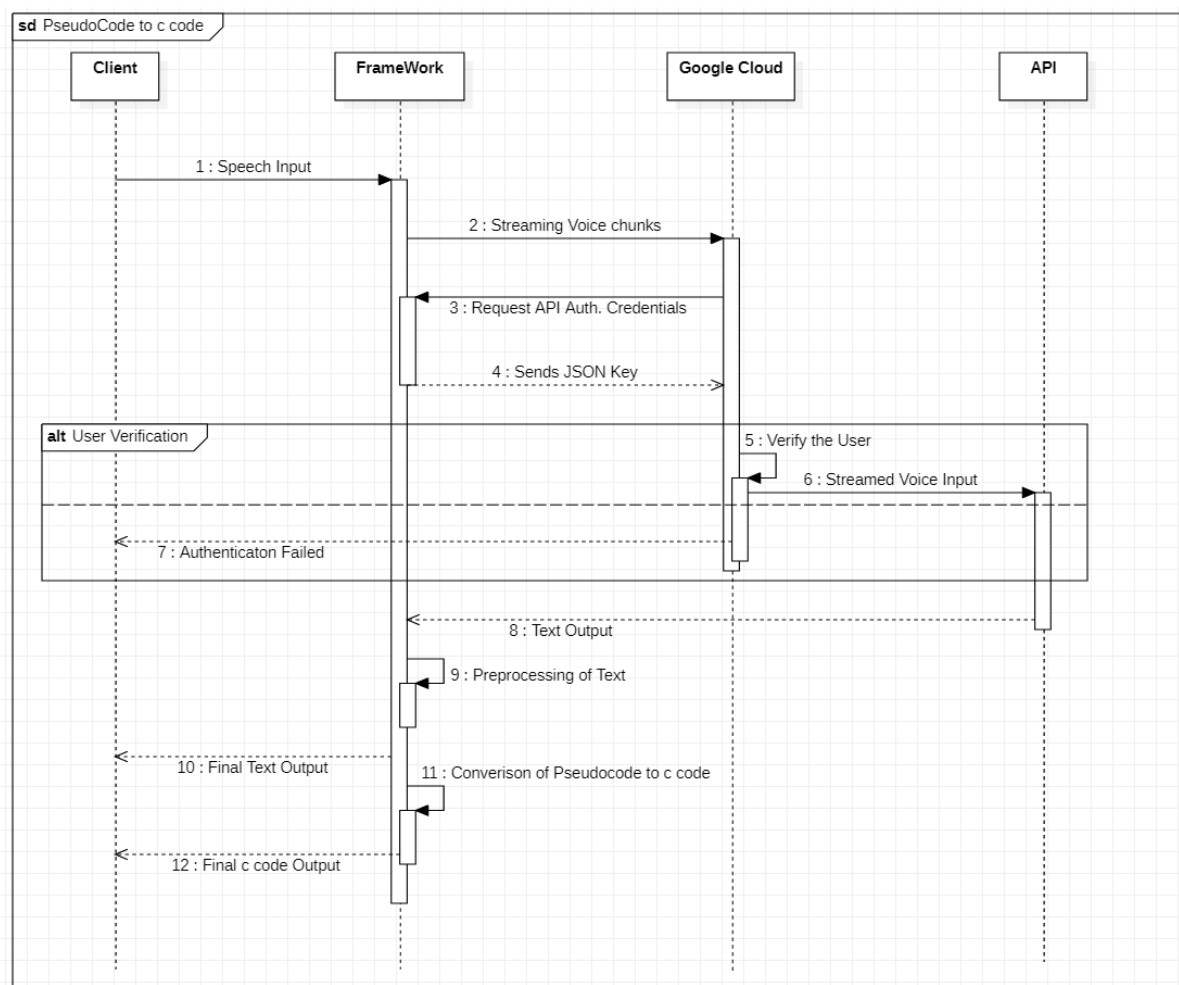 sd PseudoCode to c code
Client
FrameWork
Google Cloud
API
1 : Speech Input
2 : Streaming Voice chunks
3 : Request API Auth. Credentials
4 : Sends JSON Key
alt User Verification
5 : Verify the User
6 : Streamed Voice Input
7 : Authenticaton Failed
8 : Text Output
9 : Preprocessing of Text
10 : Final Text Output
11 : Converison of Pseudocode to c code
12 : Final c code Output